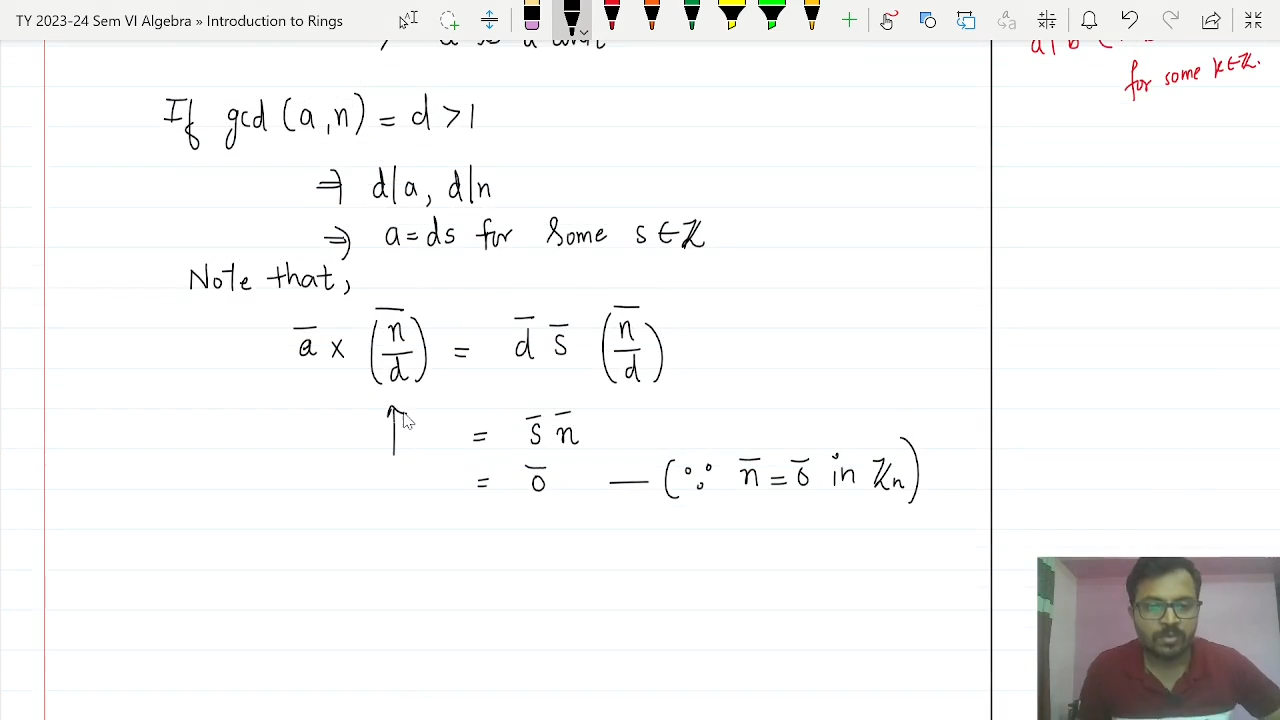 TY 2023-24 Sem VI Algebra » Introduction to Rings
If gcd (a,n) = d >1
⇒ d|a, d|n
⇒ a=ds for some s∈ℤ
for some k∈ℤ.
Note that,
a̅ × (n̅/d) = d̅ s̅ (n̅/d)
= s̅ n̅
= 0̅ — (∵ n̅ = 0̅ in ℤn)